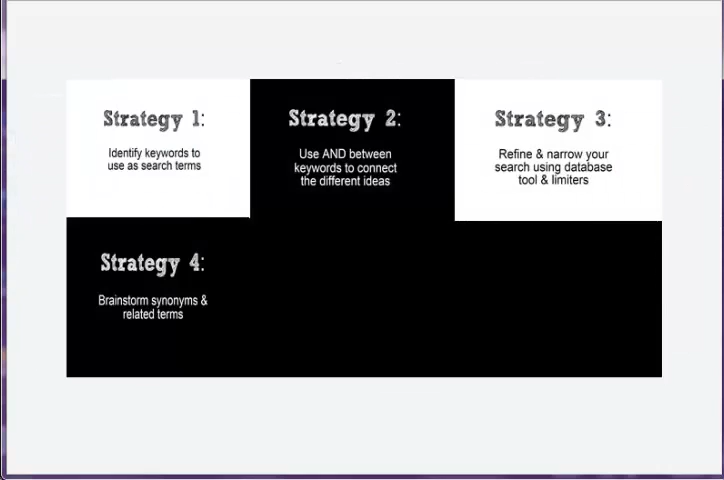 Strategy 1:
Identify keywords to
use as search terms
Strategy 2:
Use AND between
keywords to connect
the different ideas
Strategy 3:
Refine & narrow your
search using database
tool & limiters
Strategy 4:
Brainstorm synonyms &
related terms